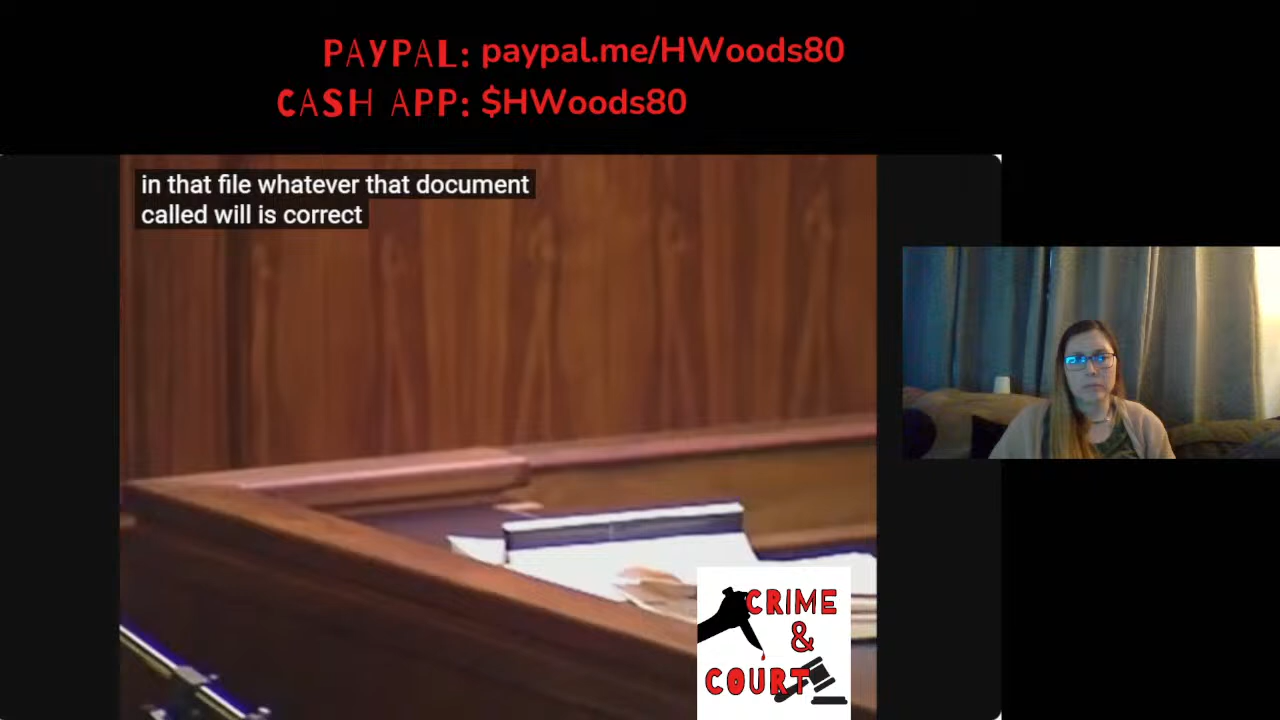 PAYPAL: paypal.me/HWoods80
CASH APP: $HWoods80
in that file whatever that document
called will is correct
CRIME
&
COURT